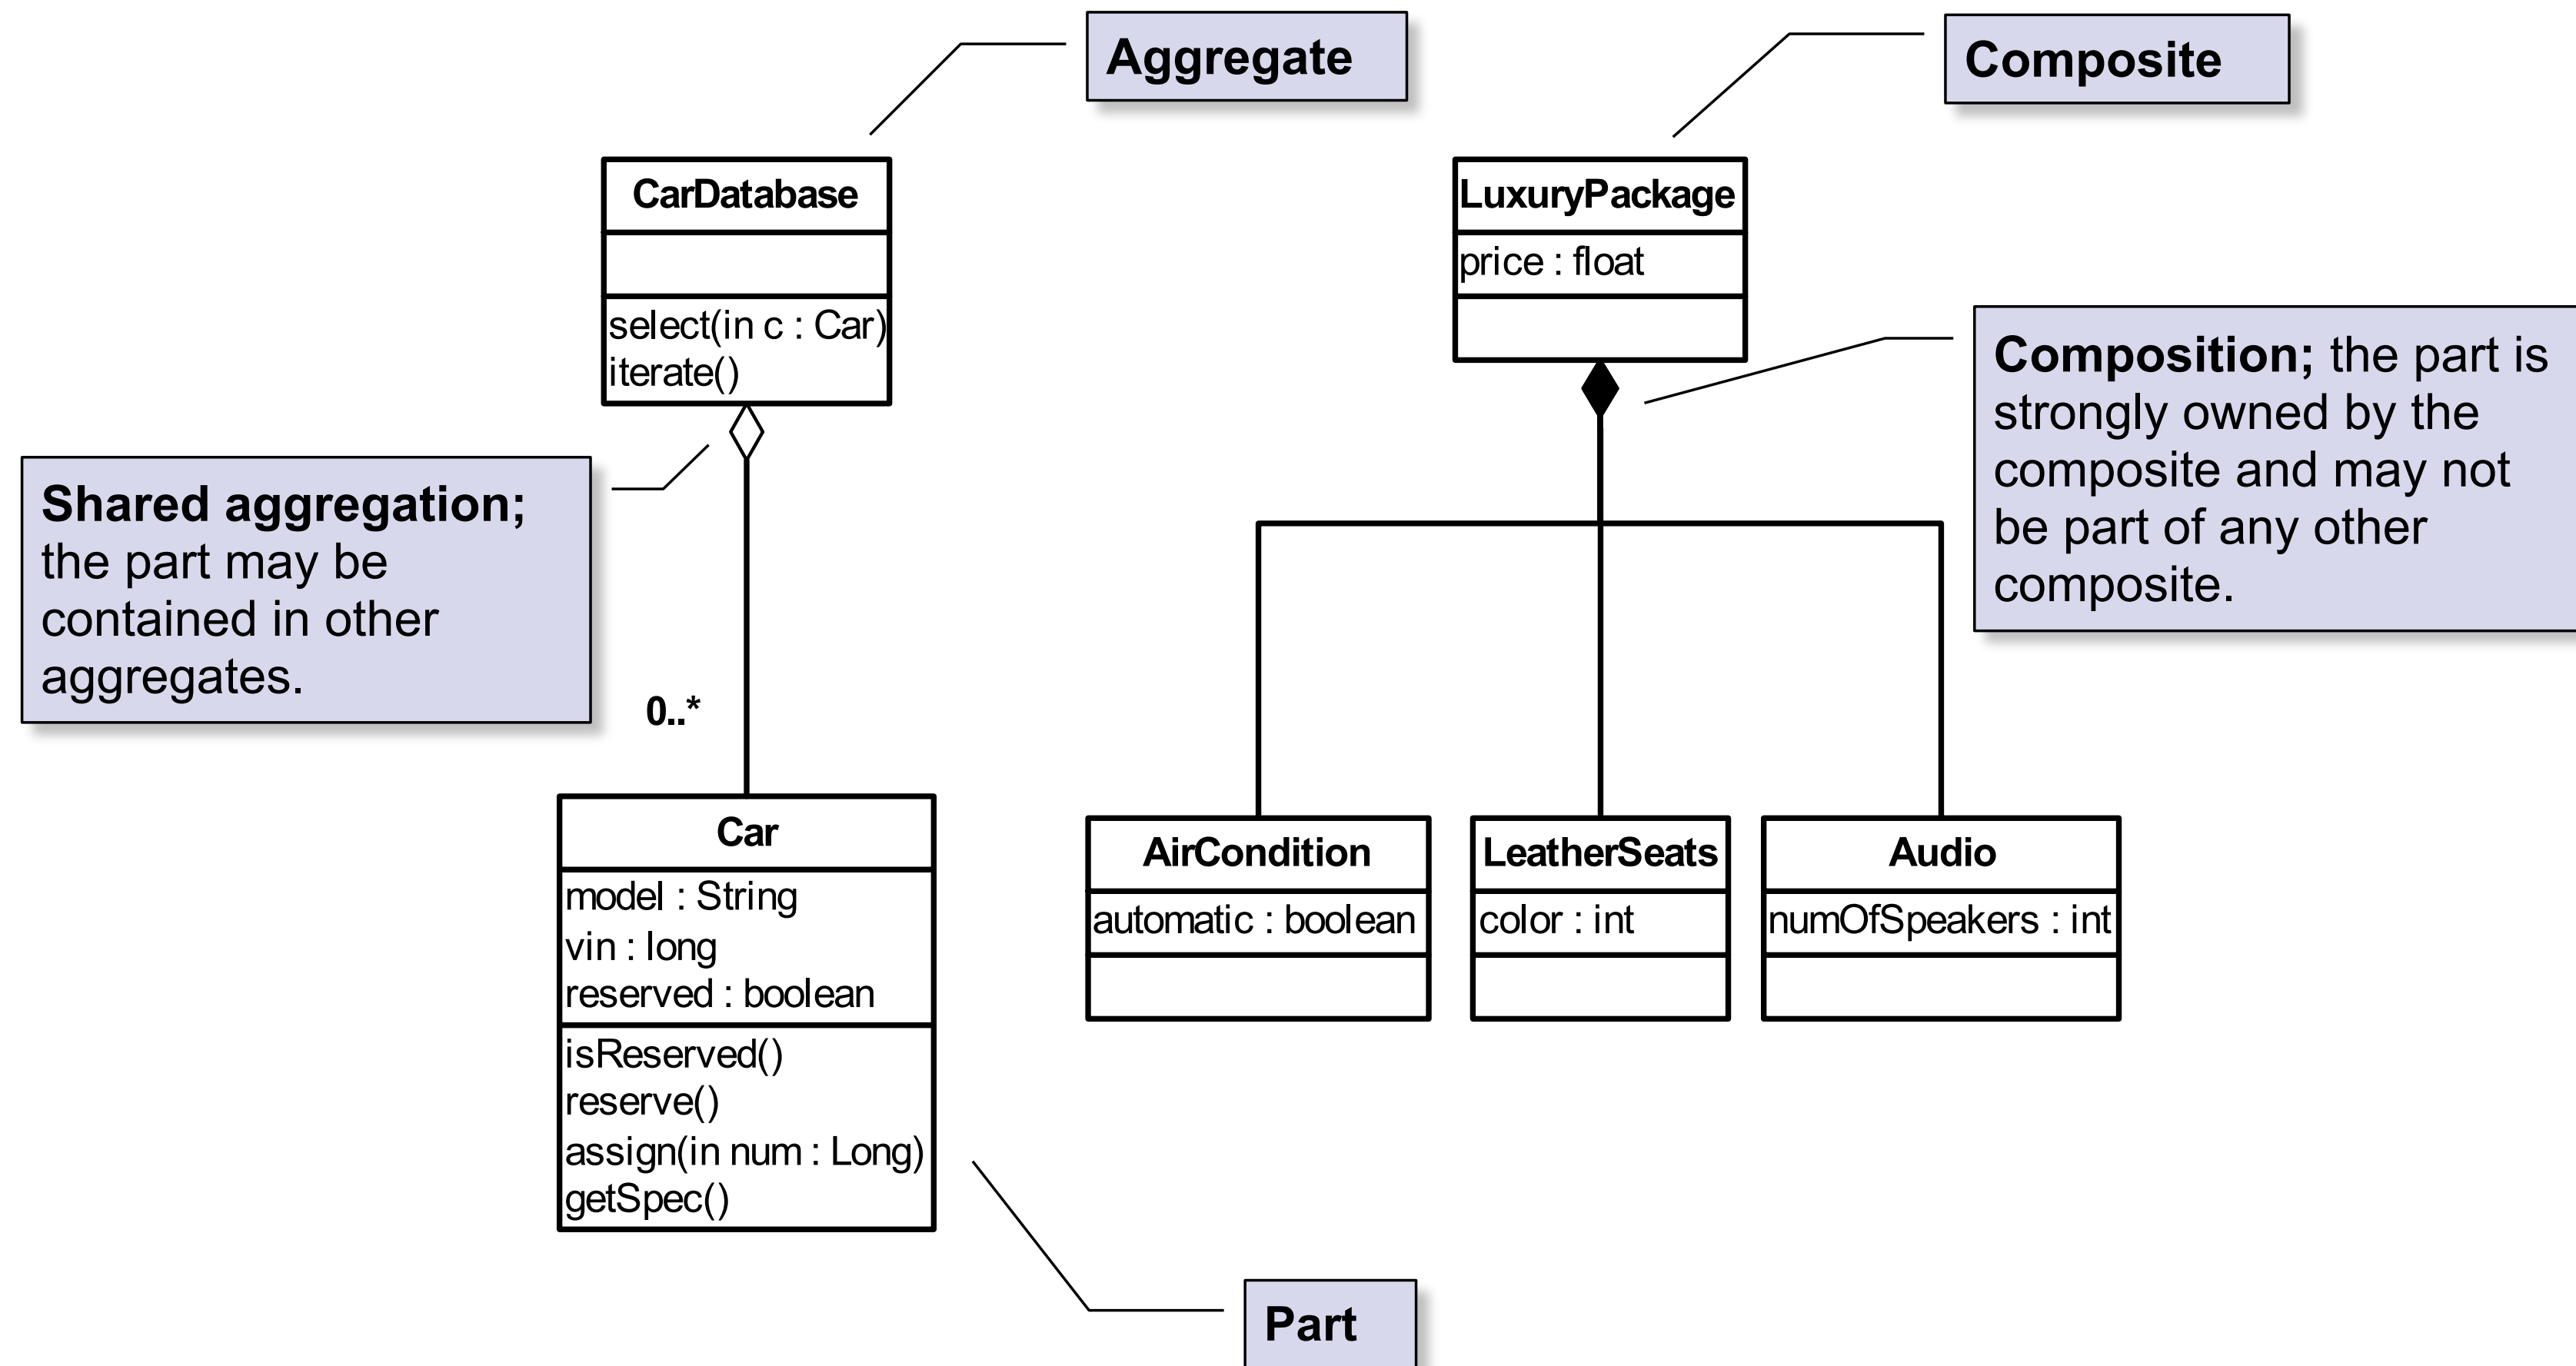 Aggregate
Composite
CarDatabase
select(in c : Car)
iterate()
LuxuryPackage
price : float
Composition; the part is
strongly owned by the
composite and may not
be part of any other
composite.
Shared aggregation;
the part may be
contained in other
aggregates.
0..*
Car
model : String
vin : long
reserved : boolean
isReserved()
reserve()
assign(in num : Long)
getSpec()
AirCondition
automatic : boolean
LeatherSeats
color : int
Audio
numOfSpeakers : int
Part